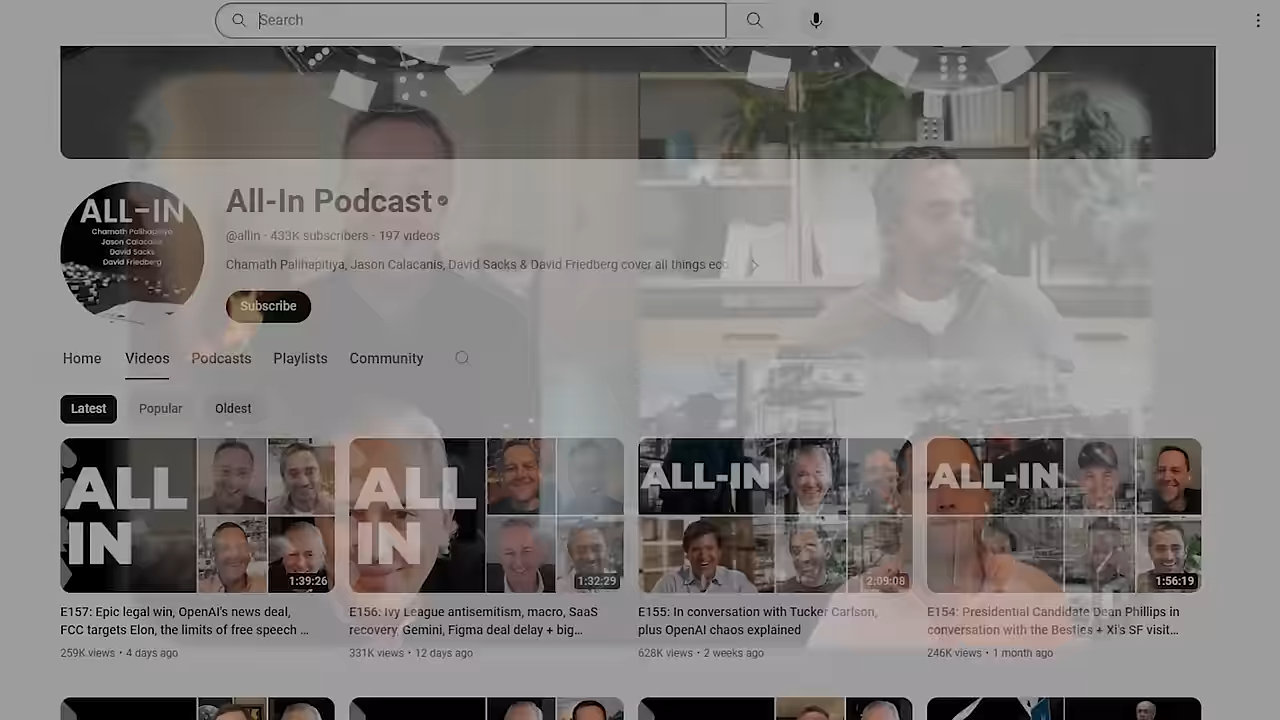 Search
ALL-IN
Chamath Palihapitiya
Jason Calacanis
David Sacks
David Friedberg
All-In Podcast
@allin · 433K subscribers · 197 videos
Chamath Palihapitiya, Jason Calacanis, David Sacks & David Friedberg cover all things
Subscribe
Home Videos Podcasts Playlists Community
Latest Popular Oldest
ALL IN
1:39:26
ALL IN
1:32:29
ALL-IN
2:09:08
ALL-IN
1:56:19
E157: Epic legal win, OpenAI's news deal,
FCC targets Elon, the limits of free speech ...
259K views · 4 days ago
E156: Ivy League antisemitism, macro, SaaS
recovery, Gemini, Figma deal delay + big...
331K views · 12 days ago
E155: In conversation with Tucker Carlson,
plus OpenAI chaos explained
628K views · 2 weeks ago
E154: Presidential Candidate Dean Phillips in
conversation with the Besties + Xi's SF visit...
246K views · 1 month ago